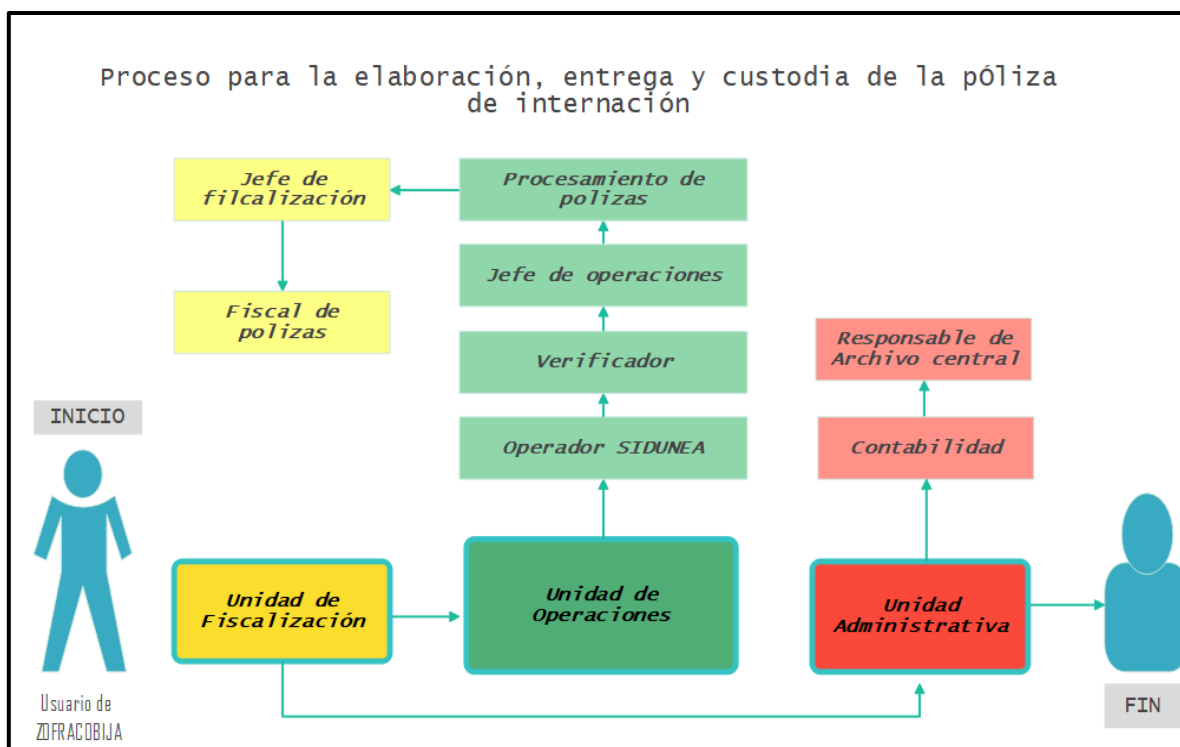 Proceso para la elaboración, entrega y custodia de la pÓliza
de internación
Jefe de
filcalización
Procesamiento de
polizas
Jefe de operaciones
Fiscal de
polizas
Verificador
Responsable de
Archivo central
INICIO
Operador SIDUNEA
Contabilidad
Unidad de
Fiscalización
Unidad de
Operaciones
Unidad
Administrativa
Usuario de
ZOFRACOBIJA
FIN